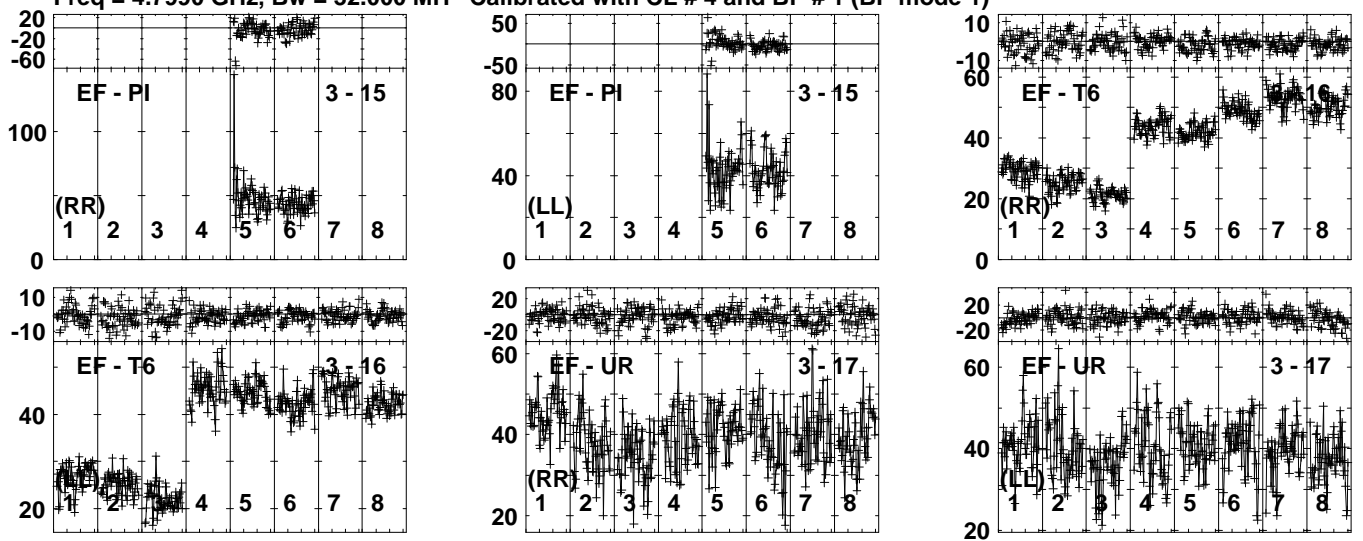 Freq = 4.7990 GHz, Bw = 32.000 MH Calibrated with CL # 4 and BP # 1 (BP mode 1)
20
-20
-60
EF - PI 3 - 15
100
(RR)
1 2 3 4 5 6 7 8
0
50
-50
80
EF - PI 3 - 15
40
(LL)
1 2 3 4 5 6 7 8
0
10
-10
60
EF - T6 3 - 16
40
20
(RR)
1 2 3 4 5 6 7 8
0
10
-10
EF - T6 3 - 16
40
(LL)
1 2 3 4 5 6 7 8
20
20
-20
60
EF - UR 3 - 17
40
(RR)
1 2 3 4 5 6 7 8
20
20
-20
60
EF - UR 3 - 17
40
(LL)
1 2 3 4 5 6 7 8
20